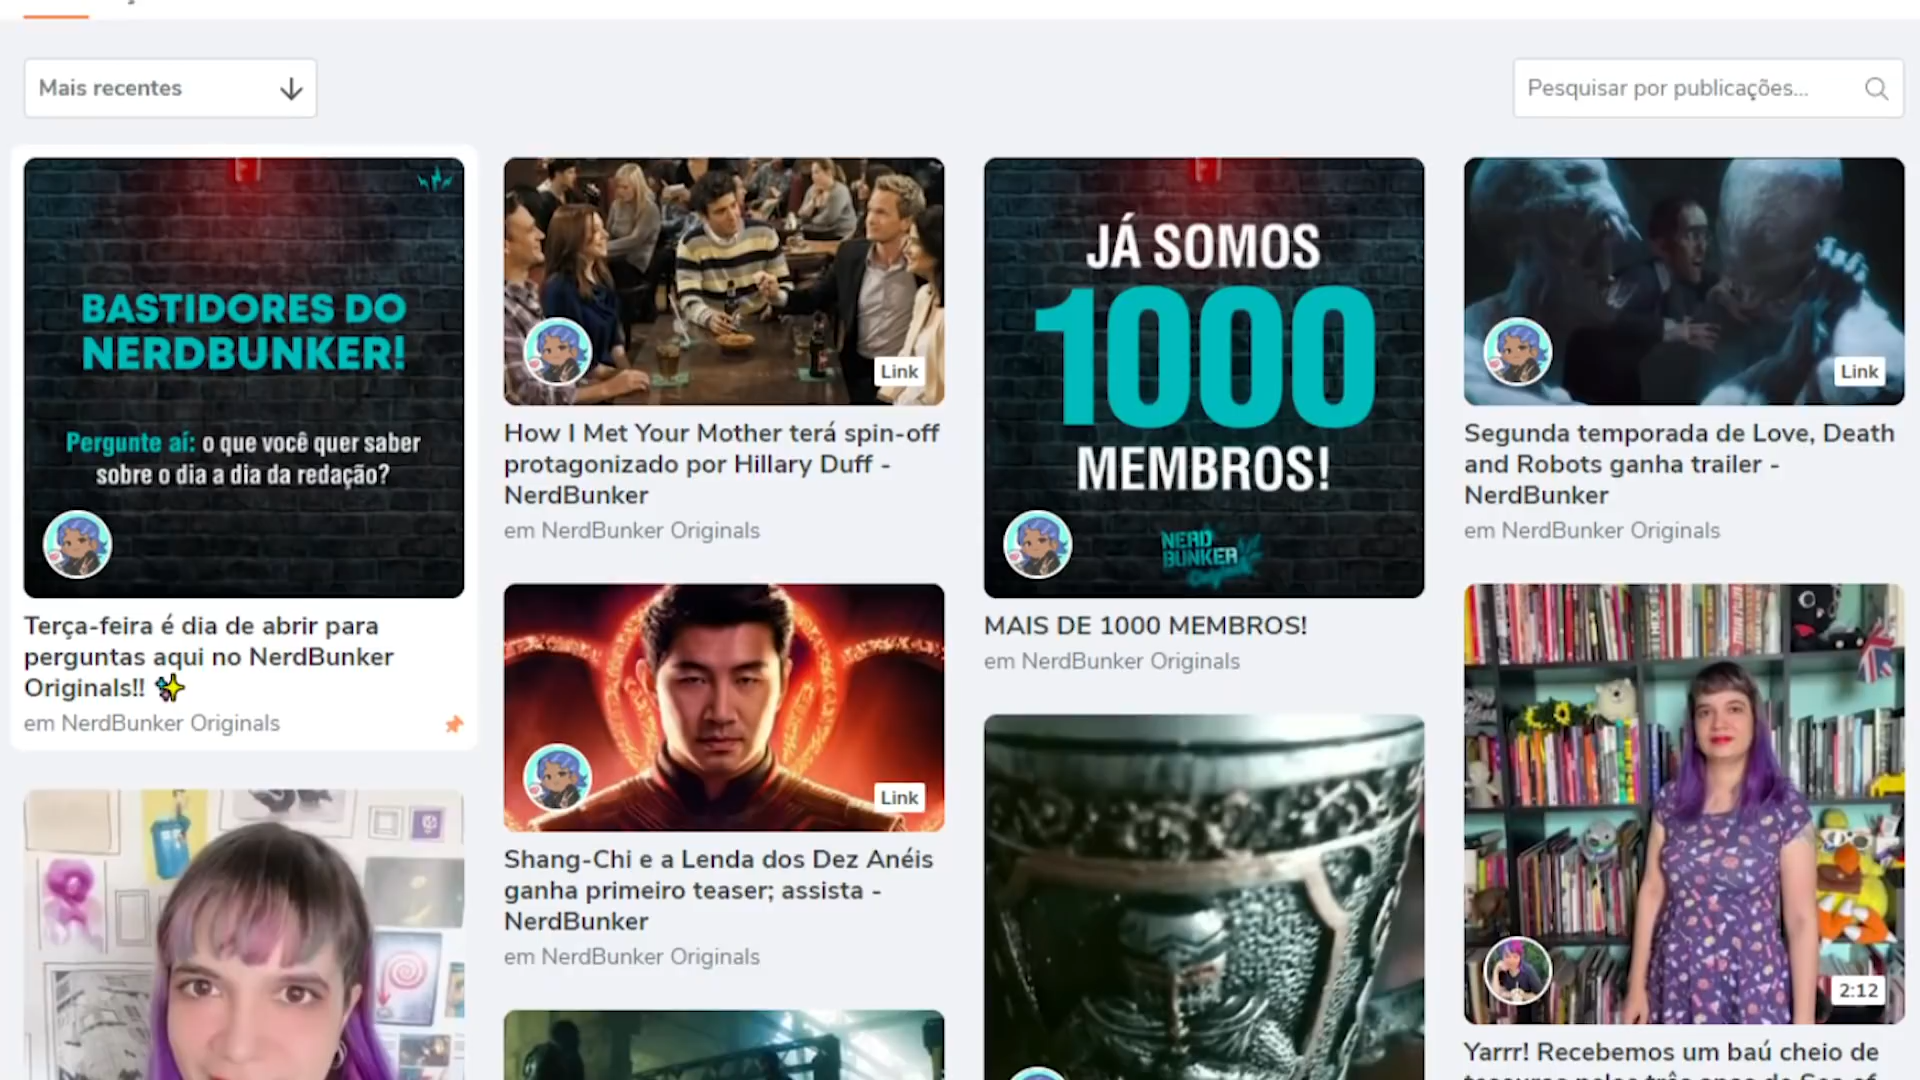 Mais recentes
Pesquisar por publicações...
BASTIDORES DO
NERDBUNKER!
Pergunte aí: o que você quer saber
sobre o dia a dia da redação?
Terça-feira é dia de abrir para
perguntas aqui no NerdBunker
Originals!! ✨
em NerdBunker Originals
Link
How I Met Your Mother terá spin-off
protagonizado por Hillary Duff -
NerdBunker
em NerdBunker Originals
Link
Shang-Chi e a Lenda dos Dez Anéis
ganha primeiro teaser; assista -
NerdBunker
em NerdBunker Originals
JÁ SOMOS
1000
MEMBROS!
NERD
BUNKER
Originals
MAIS DE 1000 MEMBROS!
em NerdBunker Originals
Link
Segunda temporada de Love, Death
and Robots ganha trailer -
NerdBunker
em NerdBunker Originals
2:12
Yarrr! Recebemos um baú cheio de